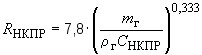 R_НКПР = 7,8·(m_г / (ρ_г C_НКПР))^0,333